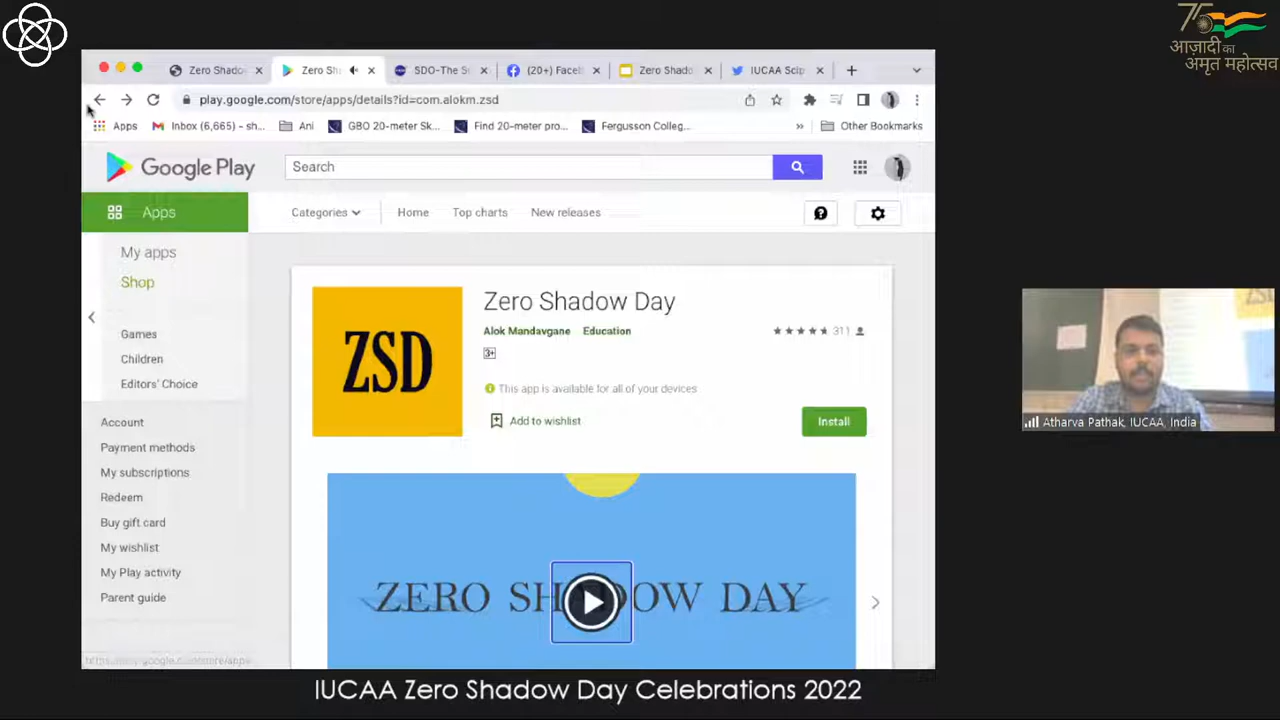 75
आज़ादी का
अमृत महोत्सव
Zero Shado
Zero Sh
SDO-The S
(20+) Facel
Zero Shado
IUCAA Scip
play.google.com/store/apps/details?id=com.alokm.zsd
Apps
Inbox (6,665) - sh...
Ani
GBO 20-meter Sk...
Find 20-meter pro...
Fergusson Colleg...
»
Other Bookmarks
Google Play
Search
Apps
Categories
Home
Top charts
New releases
My apps
Shop
Games
Children
Editors' Choice
Account
Payment methods
My subscriptions
Redeem
Buy gift card
My wishlist
My Play activity
Parent guide
ZSD
Zero Shadow Day
Alok Mandavgane Education
311
3+
This app is available for all of your devices
Add to wishlist
Install
ZERO SHADOW DAY
Atharva Pathak, IUCAA, India
IUCAA Zero Shadow Day Celebrations 2022